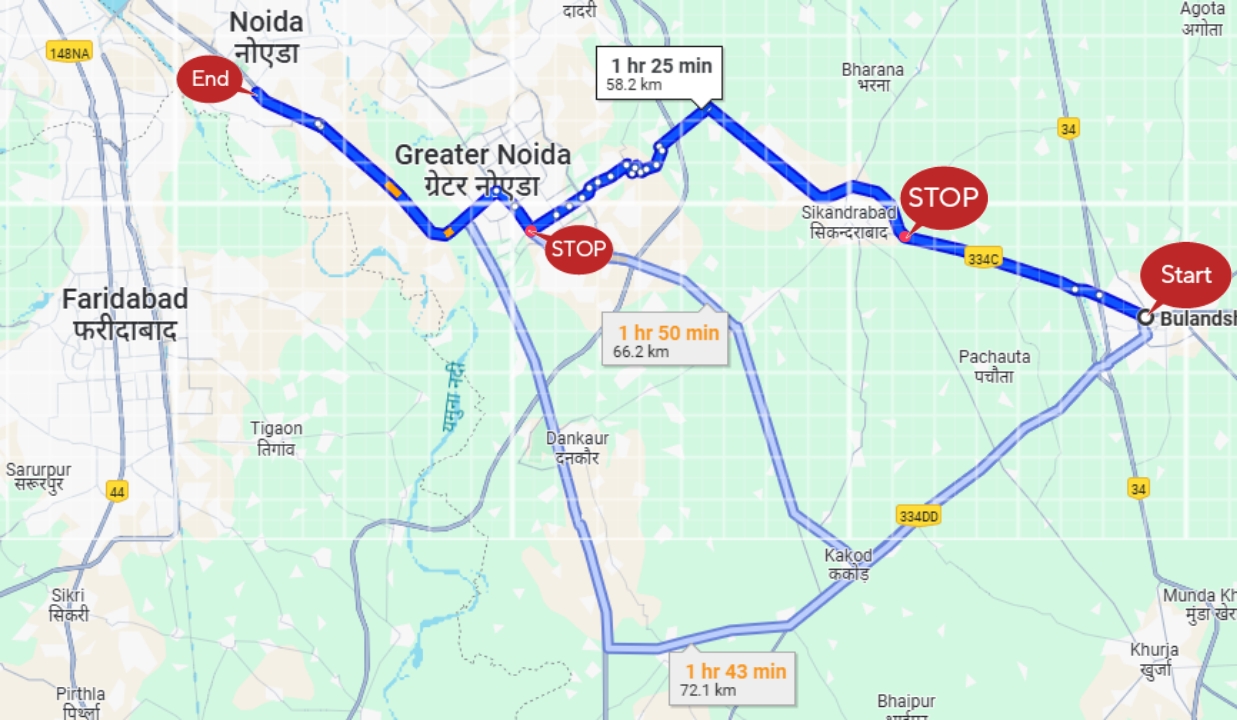 Noida
नोएडा
दादरी
Agota
अगोता
148NA
End
1 hr 25 min
58.2 km
Bharana
भरना
34
Greater Noida
ग्रेटर नोएडा
STOP
Sikandrabad
सिकन्दराबाद
STOP
334C
Start
Faridabad
फरीदाबाद
Bulandsh
1 hr 50 min
66.2 km
Pachauta
पचौता
यमुना नदी
Tigaon
तिगांव
Dankaur
दनकौर
Sarurpur
सरूरपुर
44
34
334DD
Kakod
ककोड़
Sikri
सिकरी
Munda Kh
मुंडा खेर
Khurja
खुर्जा
1 hr 43 min
72.1 km
Pirthla
पिर्थ्ला
Bhaipur